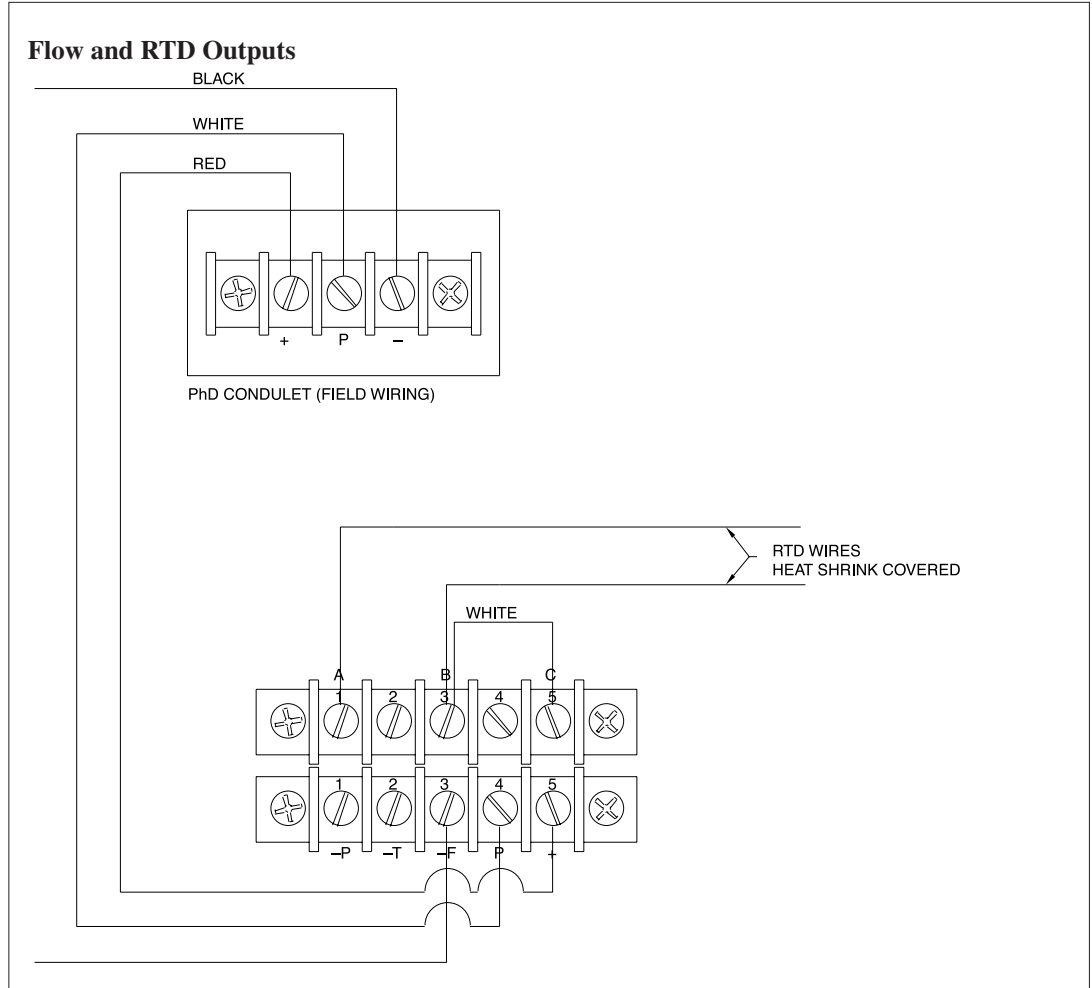 Flow and RTD Outputs
BLACK
WHITE
RED
+ P –
PhD CONDULET (FIELD WIRING)
RTD WIRES
HEAT SHRINK COVERED
WHITE
A B C
1 2 3 4 5
1 2 3 4 5
–P –T –F P +